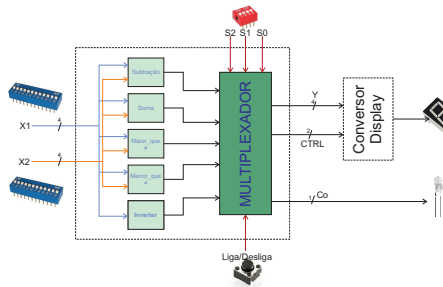 S2 S1 S0
Subtração
Soma
Maior_que
>
Menor_que
<
Inverter
X1
4
X2
4
MULTIPLEXADOR
Y
4
2
CTRL
1
Co
Conversor
Display
Liga/Desliga